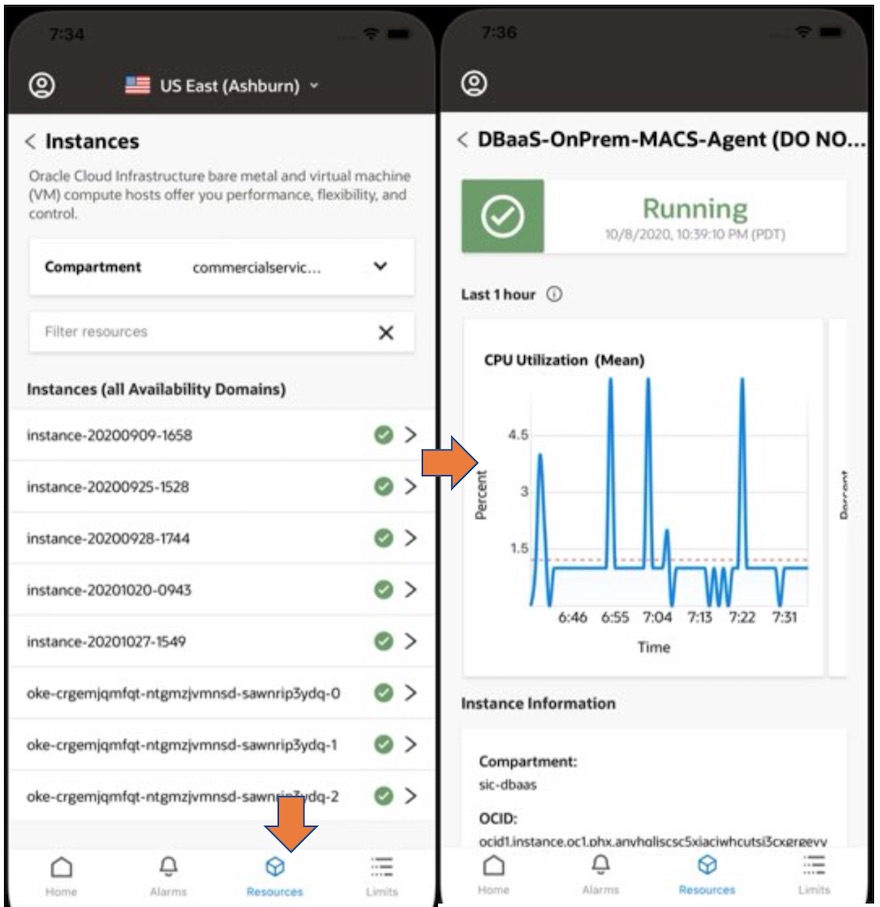 7:34
US East (Ashburn)
Instances
Oracle Cloud Infrastructure bare metal and virtual machine
(VM) compute hosts offer you performance, flexibility, and
control.
Compartment commercialservic...
Filter resources
Instances (all Availability Domains)
instance-20200909-1658
instance-20200925-1528
instance-20200928-1744
instance-20201020-0943
instance-20201027-1549
oke-crgemjqmfqt-ntgmzjvmnsd-sawnrip3ydq-0
oke-crgemjqmfqt-ntgmzjvmnsd-sawnrip3ydq-1
oke-crgemjqmfqt-ntgmzjvmnsd-sawnrip3ydq-2
Home Alarms Resources Limits
7:36
DBaaS-OnPrem-MACS-Agent (DO NO...
Running
10/8/2020, 10:39:10 PM (PDT)
Last 1 hour
CPU Utilization (Mean)
4.5
3
1.5
Percent
6:46 6:55 7:04 7:13 7:22 7:31
Time
Percent
Instance Information
Compartment:
sic-dbaas
OCID:
Home Alarms Resources Limits